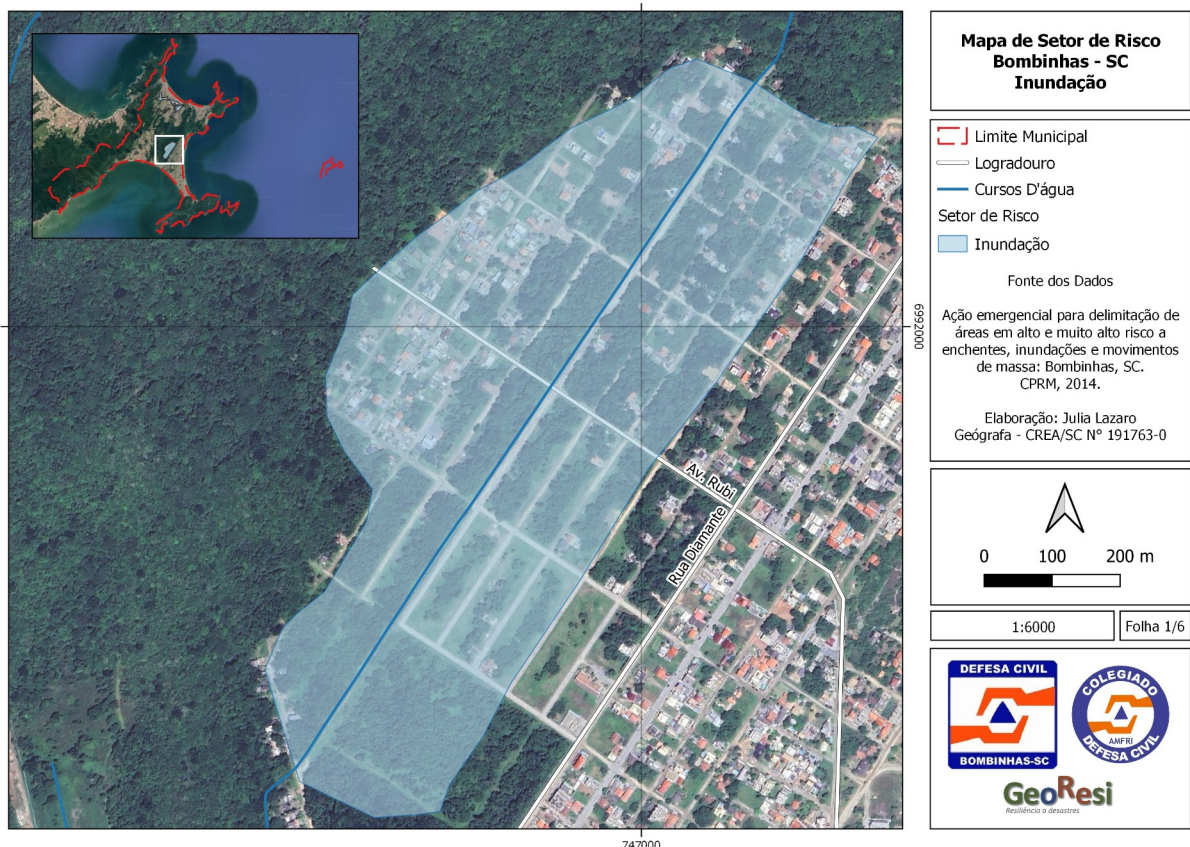 Mapa de Setor de Risco
Bombinhas - SC
Inundação
Limite Municipal
Logradouro
Cursos D'água
Setor de Risco
Inundação
Fonte dos Dados
Ação emergencial para delimitação de
áreas em alto e muito alto risco a
enchentes, inundações e movimentos
de massa: Bombinhas, SC.
CPRM, 2014.
Elaboração: Julia Lazaro
Geógrafa - CREA/SC N° 191763-0
0 100 200 m
1:6000
Folha 1/6
DEFESA CIVIL
BOMBINHAS-SC
COLEGIADO
AMFRI
DEFESA CIVIL
GeoResi
Resiliência a desastres
Av. Rubi
Rua Diamante
6992000
747000